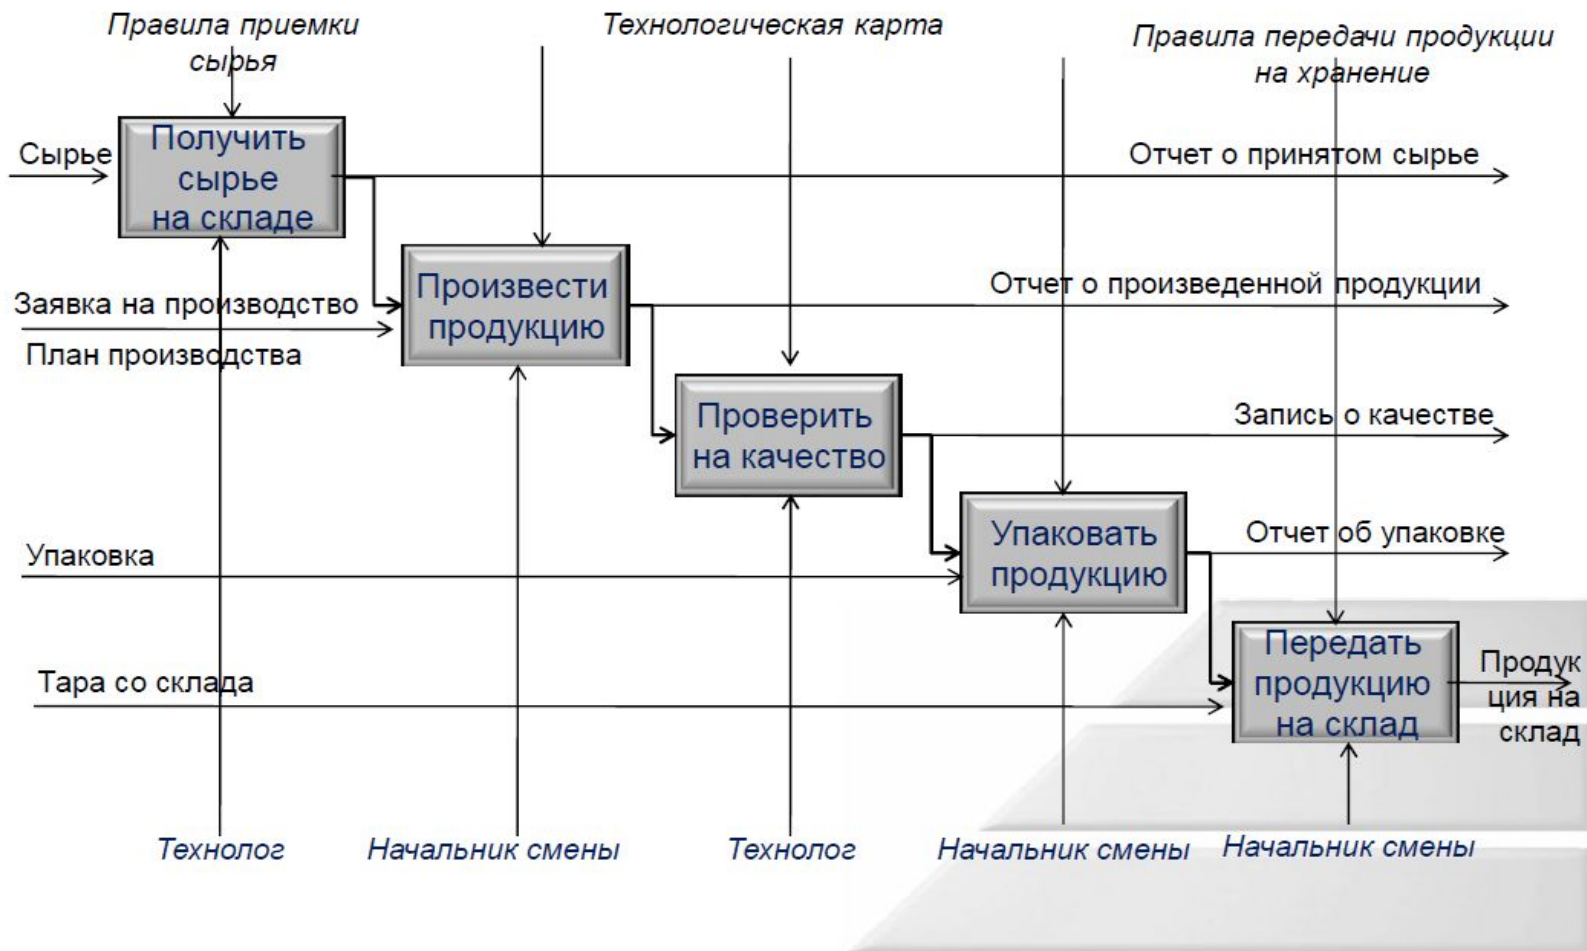 Правила приемки
сырья
Технологическая карта
Правила передачи продукции
на хранение
Сырье
Получить
сырье
на складе
Отчет о принятом сырье
Заявка на производство
План производства
Произвести
продукцию
Отчет о произведенной продукции
Проверить
на качество
Запись о качестве
Упаковка
Упаковать
продукцию
Отчет об упаковке
Тара со склада
Передать
продукцию
на склад
Продук
ция на
склад
Технолог
Начальник смены
Технолог
Начальник смены
Начальник смены